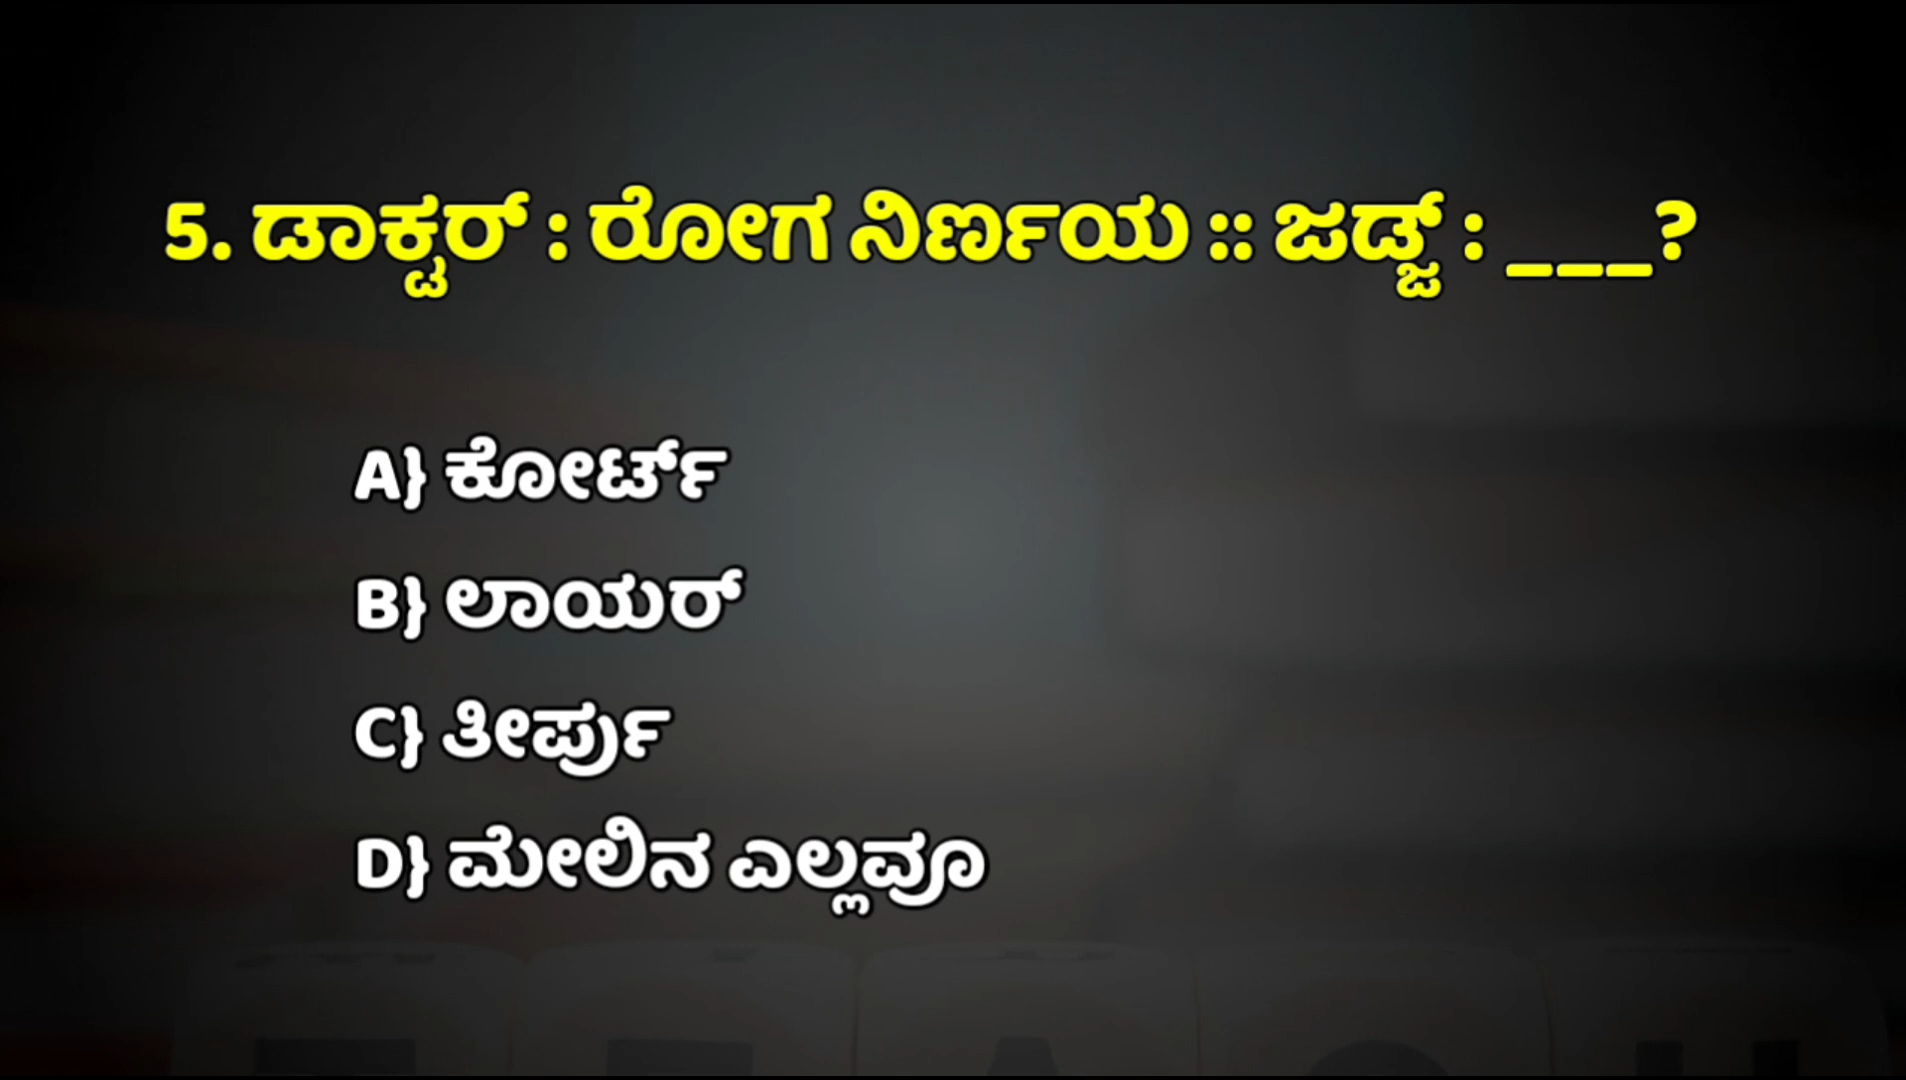 5. ಡಾಕ್ಟರ್ : ರೋಗ ನಿರ್ಣಯ :: ಜಡ್ಜ್ : ___?
A} ಕೋರ್ಟ್
B} ಲಾಯರ್
C} ತೀರ್ಪು
D} ಮೇಲಿನ ಎಲ್ಲವೂ